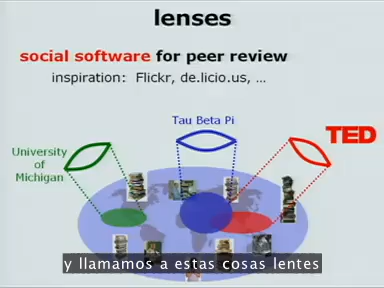 lenses
social software for peer review
inspiration: Flickr, de.licio.us, ...
Tau Beta Pi
TED
University
of
Michigan
y llamamos a estas cosas lentes